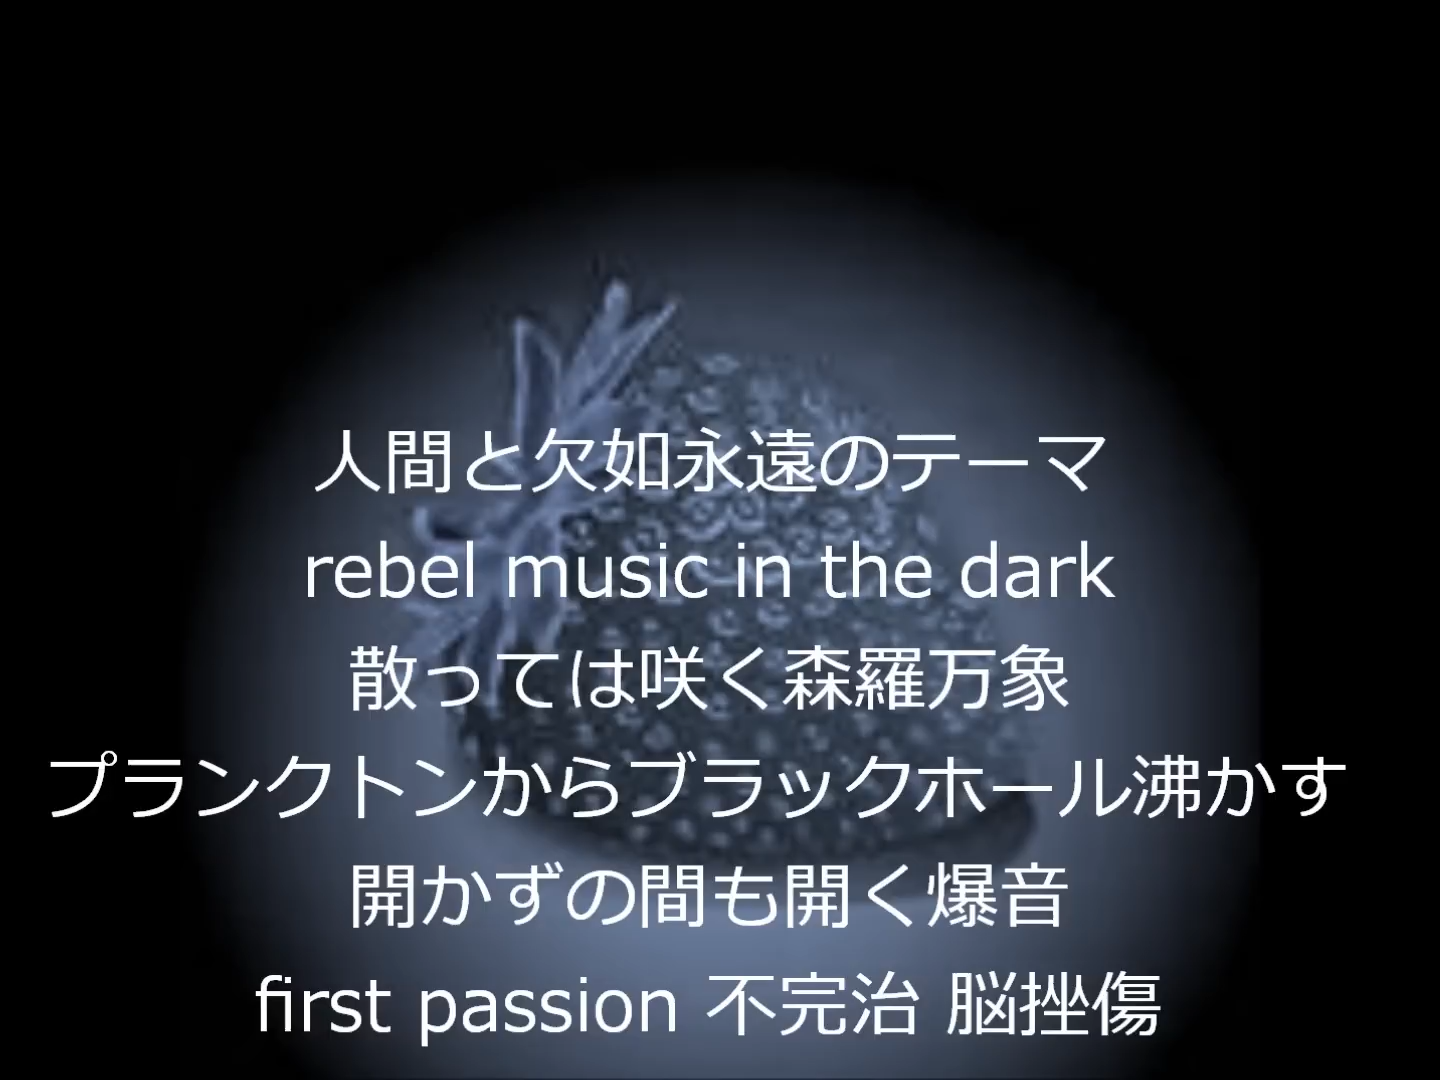 人間と欠如永遠のテーマ
rebel music in the dark
散っては咲く森羅万象
プランクトンからブラックホール沸かす
開かずの間も開く爆音
first passion 不完治 脳挫傷